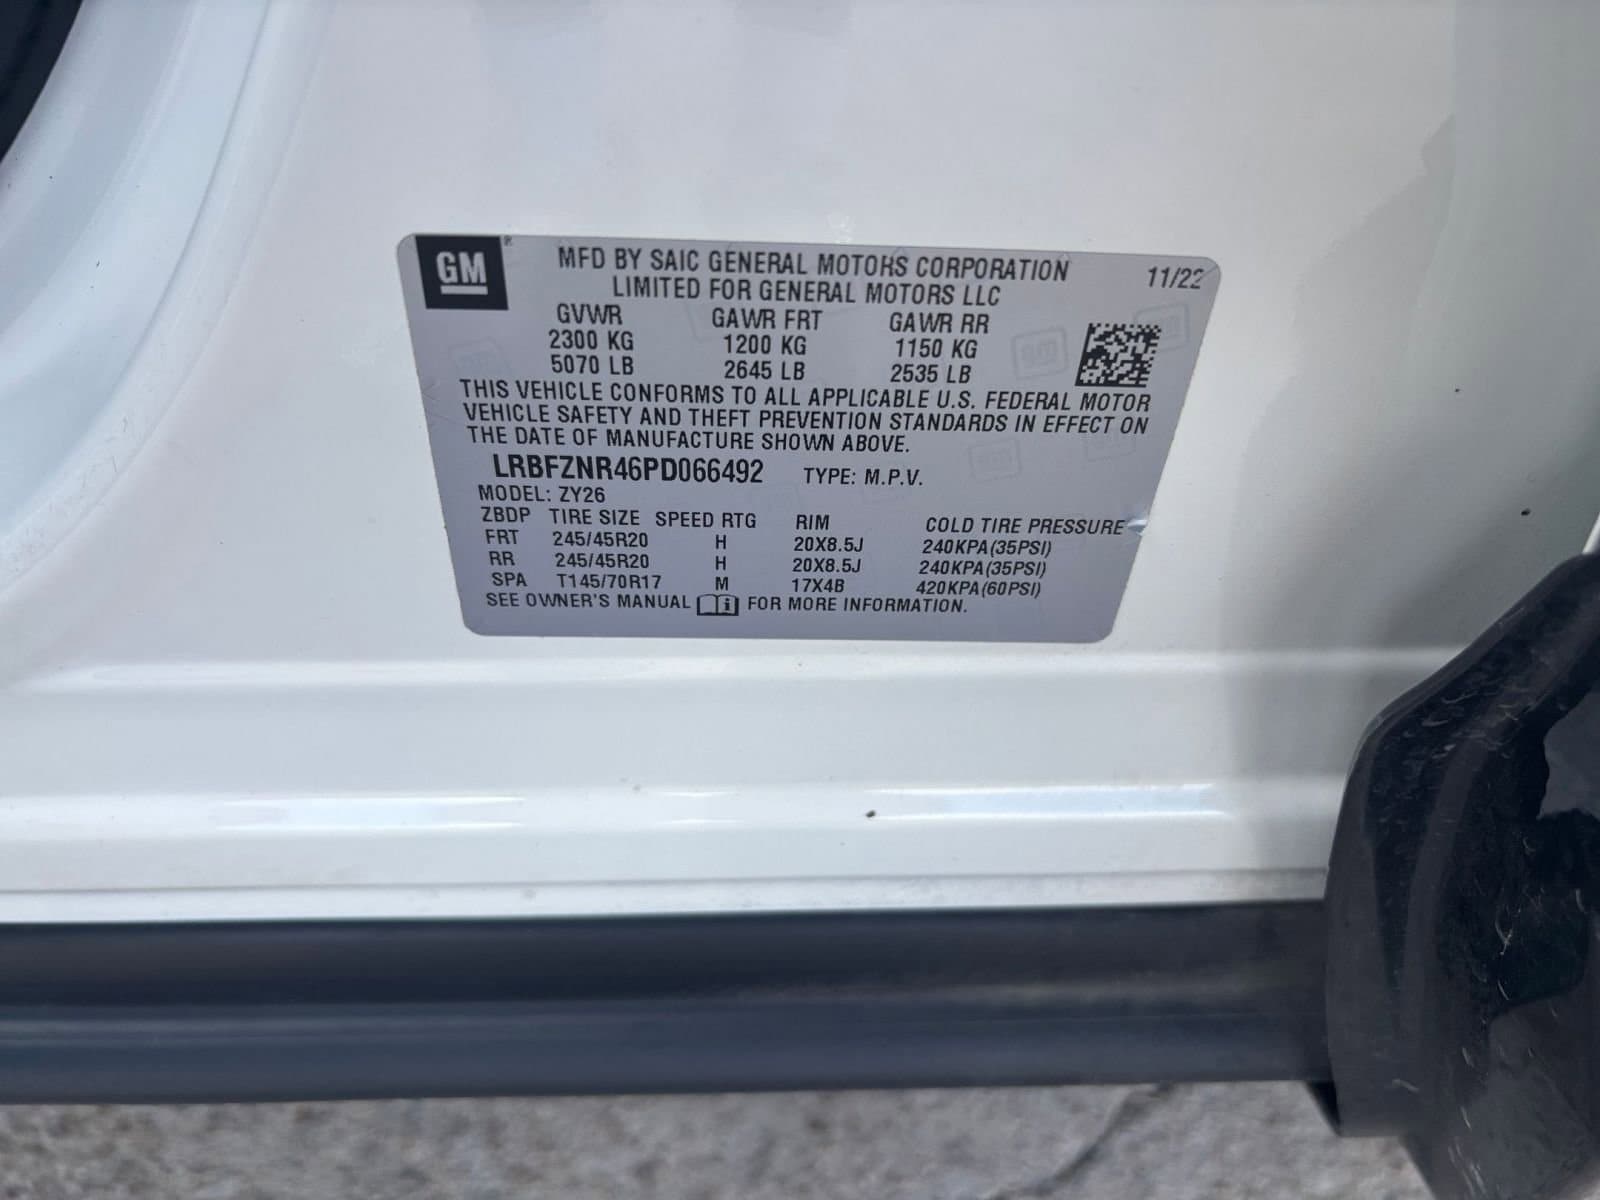 GM
MFD BY SAIC GENERAL MOTORS CORPORATION 11/22
LIMITED FOR GENERAL MOTORS LLC
GVWR GAWR FRT GAWR RR
2300 KG 1200 KG 1150 KG
5070 LB 2645 LB 2535 LB
THIS VEHICLE CONFORMS TO ALL APPLICABLE U.S. FEDERAL MOTOR
VEHICLE SAFETY AND THEFT PREVENTION STANDARDS IN EFFECT ON
THE DATE OF MANUFACTURE SHOWN ABOVE.
LRBFZNR46PD066492 TYPE: M.P.V.
MODEL: ZY26
ZBDP TIRE SIZE SPEED RTG RIM COLD TIRE PRESSURE
FRT 245/45R20 H 20X8.5J 240KPA(35PSI)
RR 245/45R20 H 20X8.5J 240KPA(35PSI)
SPA T145/70R17 M 17X4B 420KPA(60PSI)
SEE OWNER'S MANUAL i FOR MORE INFORMATION.